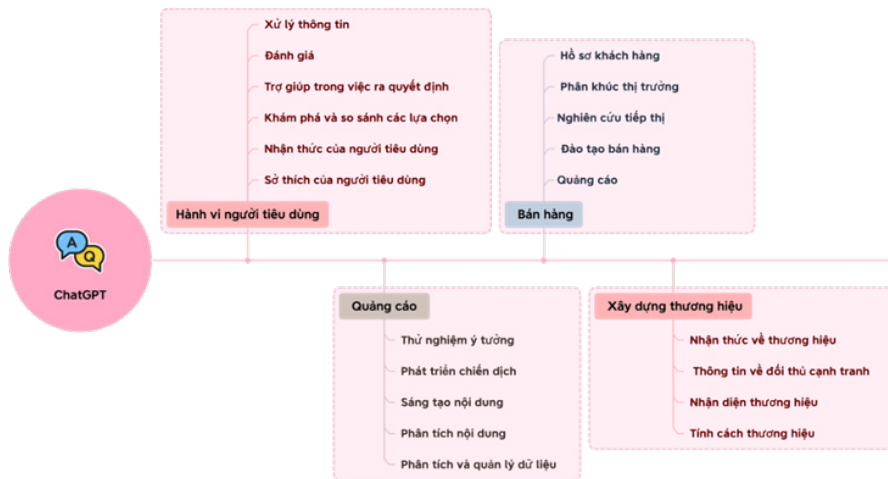 Xử lý thông tin
Đánh giá
Trợ giúp trong việc ra quyết định
Khám phá và so sánh các lựa chọn
Nhận thức của người tiêu dùng
Sở thích của người tiêu dùng
Hành vi người tiêu dùng
Hồ sơ khách hàng
Phân khúc thị trường
Nghiên cứu tiếp thị
Đào tạo bán hàng
Quảng cáo
Bán hàng
A
Q
ChatGPT
Quảng cáo
Thử nghiệm ý tưởng
Phát triển chiến dịch
Sáng tạo nội dung
Phân tích nội dung
Phân tích và quản lý dữ liệu
Xây dựng thương hiệu
Nhận thức về thương hiệu
Thông tin về đối thủ cạnh tranh
Nhận diện thương hiệu
Tính cách thương hiệu